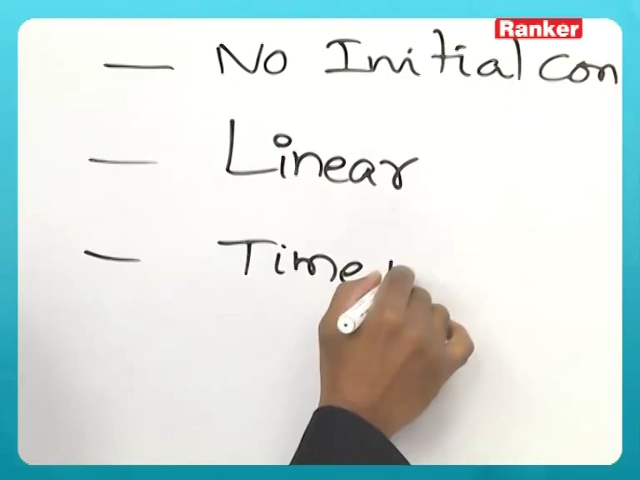 Ranker
— No Initial con
— Linear
— Time